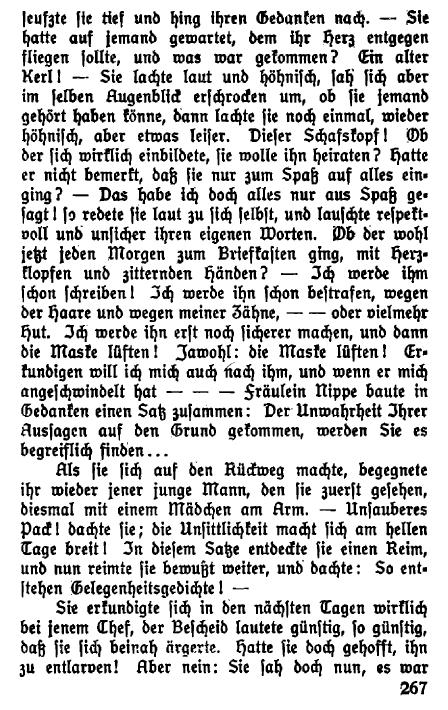 seufzte sie tief und hing ihren Gedanken nach. — Sie
hatte auf jemand gewartet, dem ihr Herz entgegen
fliegen sollte, und was war gekommen? Ein alter
Kerl! — Sie lachte laut und höhnisch, sah sich aber
im selben Augenblick erschrocken um, ob sie jemand
gehört haben könne, dann lachte sie noch einmal, wieder
höhnisch, aber etwas leiser. Dieser Schafskopf! Ob
der sich wirklich einbildete, sie wolle ihn heiraten? Hatte
er nicht bemerkt, daß sie nur zum Spaß auf alles ein-
ging? — Das habe ich doch alles nur aus Spaß ge-
sagt! so redete sie laut zu sich selbst, und lauschte respekt-
voll und unsicher ihren eigenen Worten. Ob der wohl
jetzt jeden Morgen zum Briefkasten ging, mit Herz-
klopfen und zitternden Händen? — Ich werde ihm
schon schreiben! Ich werde ihn schon bestrafen, wegen
der Haare und wegen meiner Zähne, — — oder vielmehr
Hut. Ich werde ihn erst noch sicherer machen, und dann
die Maske lüften! Jawohl: die Maske lüften! Er-
kundigen will ich mich auch nach ihm, und wenn er mich
angeschwindelt hat — — — Fräulein Nippe baute in
Gedanken einen Satz zusammen: Der Unwahrheit Ihrer
Aussagen auf den Grund gekommen, werden Sie es
begreiflich finden...
Als sie sich auf den Rückweg machte, begegnete
ihr wieder jener junge Mann, den sie zuerst gesehen,
diesmal mit einem Mädchen am Arm. — Unsauberes
Pack! dachte sie; die Unsittlichkeit macht sich am hellen
Tage breit! In diesem Satze entdeckte sie einen Reim,
und nun reimte sie bewußt weiter, und dachte: So ent-
stehen Gelegenheitsgedichte! —
Sie erkundigte sich in den nächsten Tagen wirklich
bei jenem Chef, der Bescheid lautete günstig, so günstig,
daß sie sich beinah ärgerte. Hatte sie doch gehofft, ihn
zu entlarven! Aber nein: Sie sah doch nun, es war
267